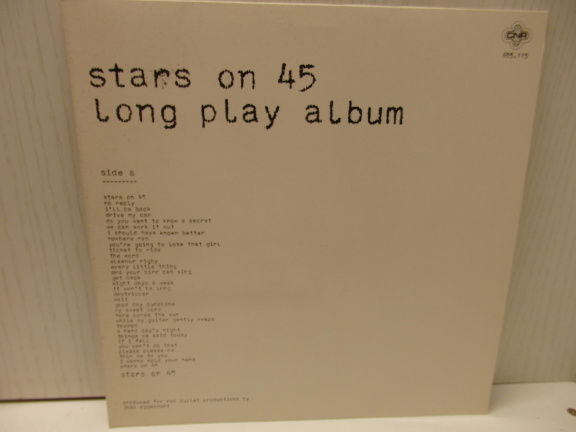 CNR
655.115
stars on 45
long play album
side a
stars on 45
no reply
i'll be back
drive my car
do you want to know a secret
we can work it out
i should have known better
nowhere man
you're going to lose that girl
ticket to ride
the word
eleanor rigby
every little thing
and your bird can sing
get back
eight days a week
it won't be long
day tripper
wait
good day sunshine
my sweet lord
here comes the sun
while my guitar gently weeps
taxman
a hard day's night
things we said today
if i fell
you can't do that
please please me
from me to you
i wanna hold your hand
stars on 45
stars on 45
produced for red bullet productions by
jaap eggermont